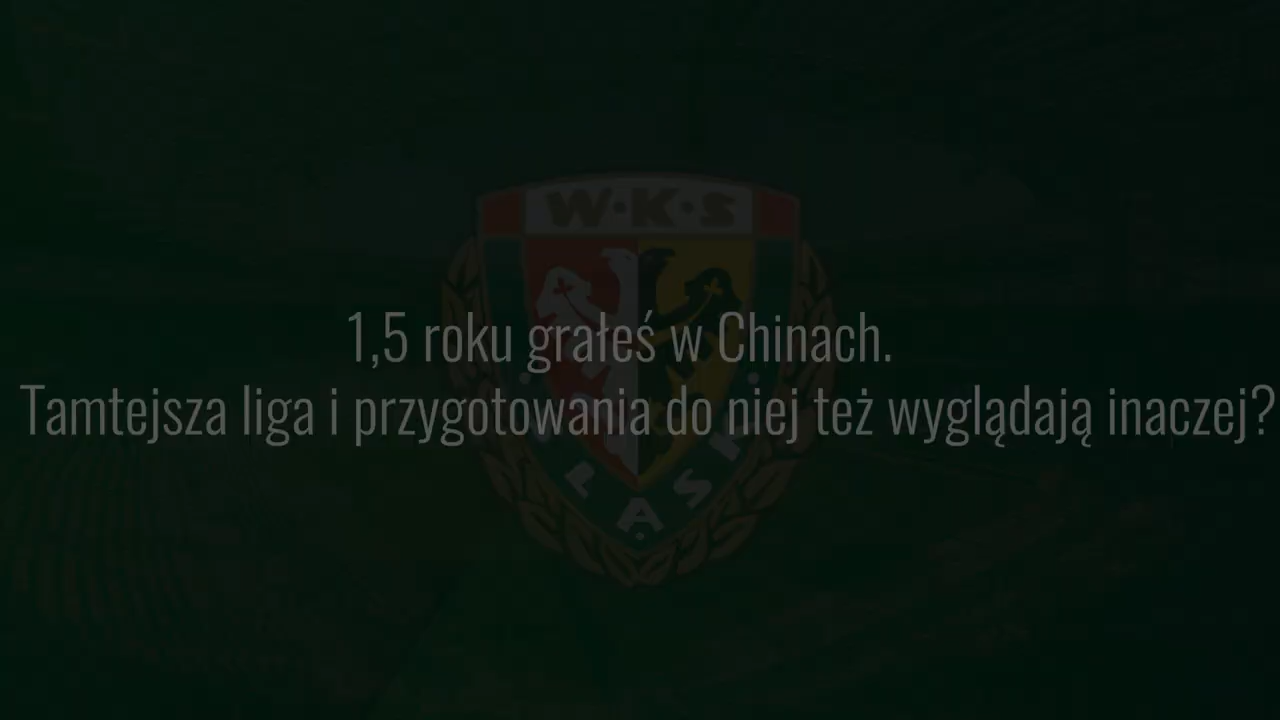 W·K·S
1,5 roku grałeś w Chinach.
Tamtejsza liga i przygotowania do niej też wyglądają inaczej?